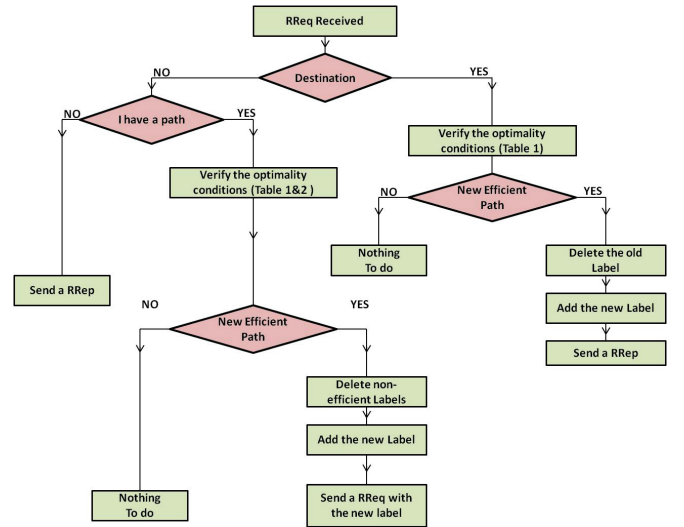 RReq Received
Destination
NO
YES
I have a path
NO
YES
Verify the optimality
conditions (Table 1)
Verify the optimality
conditions (Table 1&2 )
New Efficient
Path
NO
YES
Nothing
To do
Delete the old
Label
Send a RRep
Add the new Label
NO
YES
New Efficient
Path
Send a RRep
Delete non-
efficient Labels
Add the new Label
Nothing
To do
Send a RReq with
the new label